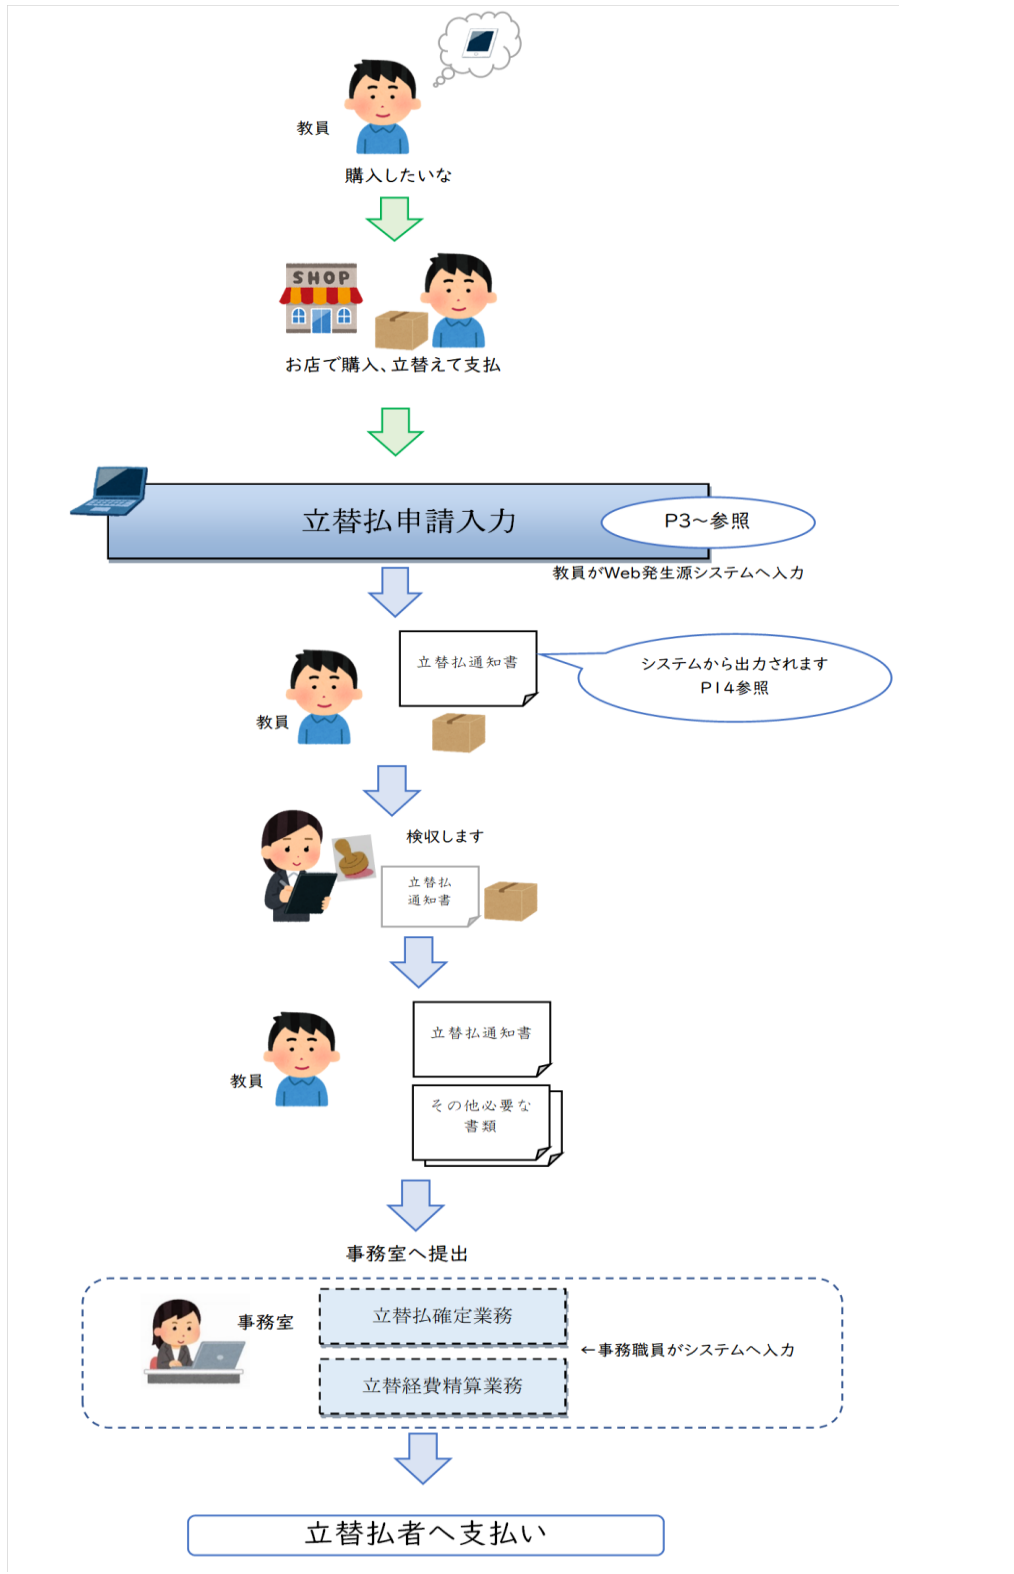 教員
購入したいな
SHOP
お店で購入、立替えて支払
立替払申請入力
P3～参照
教員がWeb発生源システムへ入力
立替払通知書
システムから出力されます
P14参照
教員
検収します
立替払
通知書
立替払通知書
教員
その他必要な
書類
事務室へ提出
事務室
立替払確定業務
←事務職員がシステムへ入力
立替経費精算業務
立替払者へ支払い